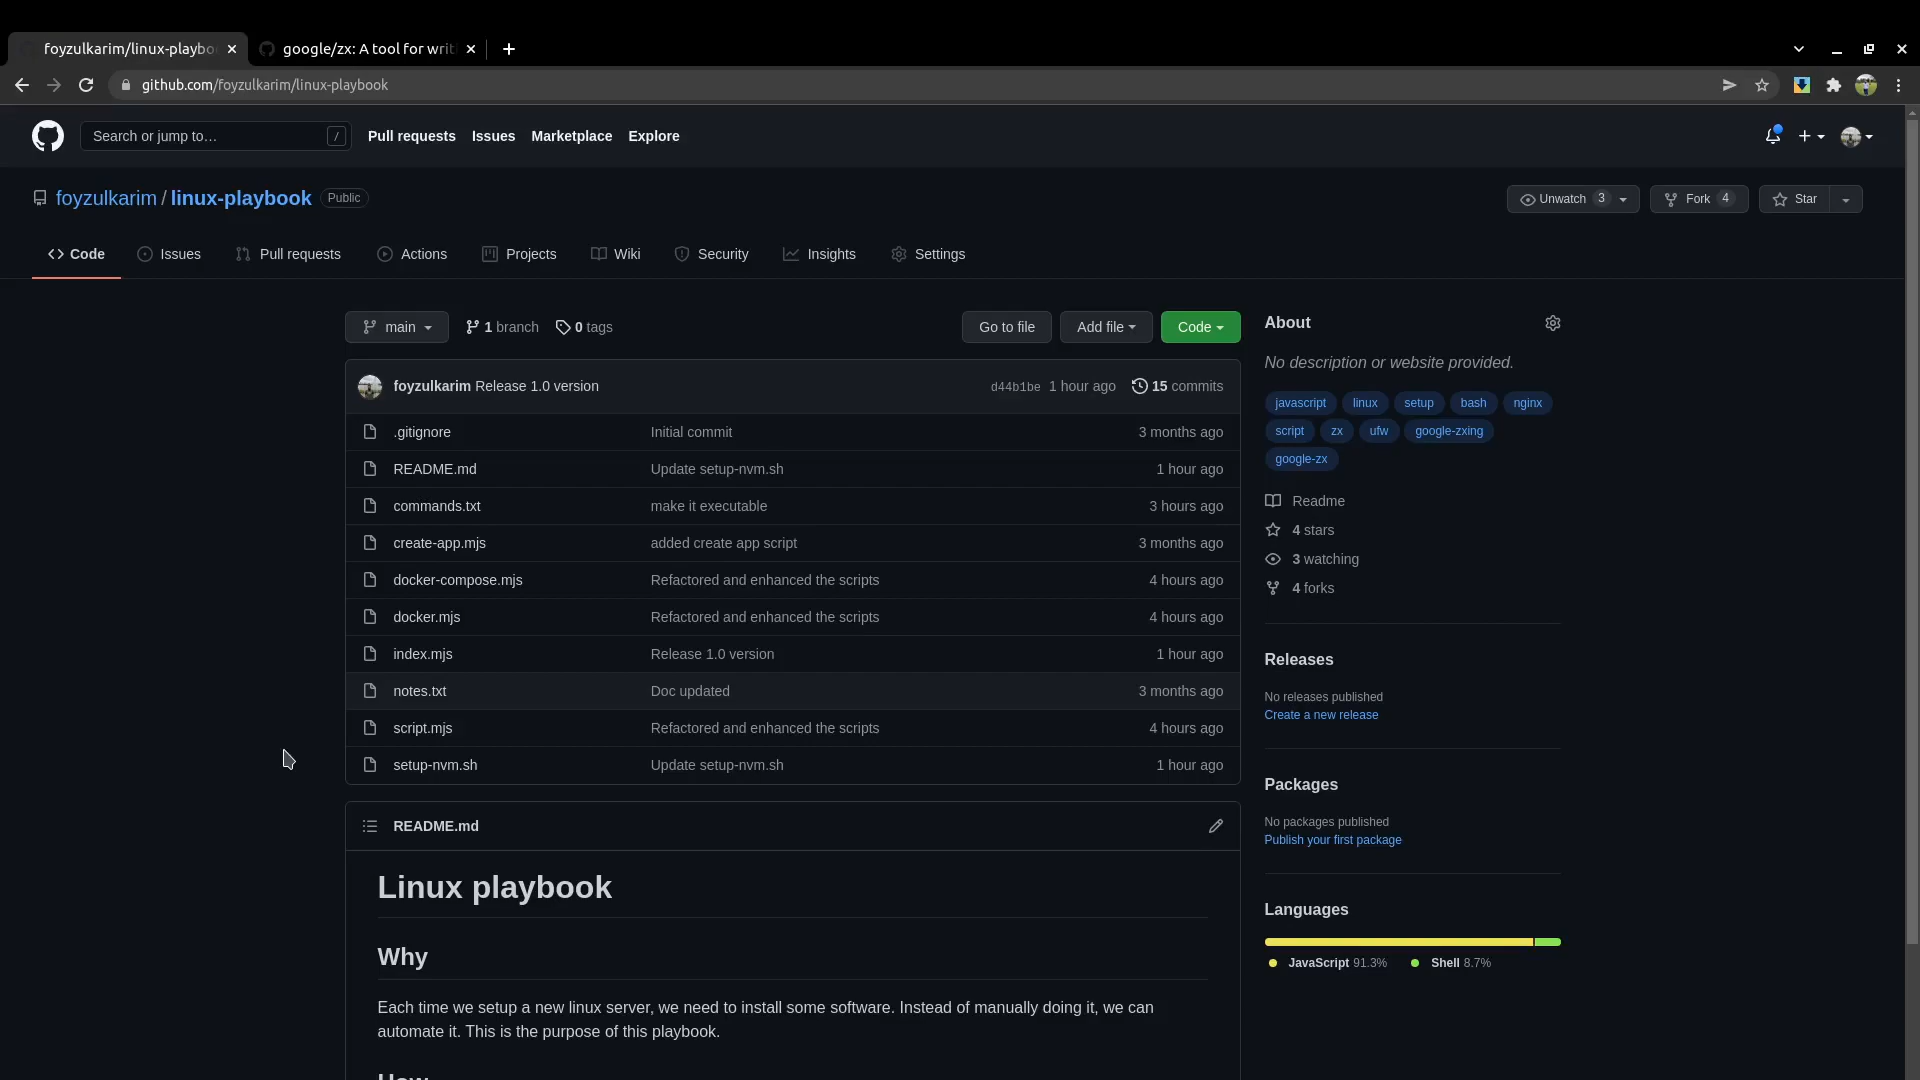 foyzulkarim/linux-playbo
google/zx: A tool for writ
github.com/foyzulkarim/linux-playbook
Search or jump to… /
Pull requests Issues Marketplace Explore
foyzulkarim / linux-playbook Public
Unwatch 3 Fork 4 Star
Code Issues Pull requests Actions Projects Wiki Security Insights Settings
main 1 branch 0 tags Go to file Add file Code
foyzulkarim Release 1.0 version d44b1be 1 hour ago 15 commits
.gitignore Initial commit 3 months ago
README.md Update setup-nvm.sh 1 hour ago
commands.txt make it executable 3 hours ago
create-app.mjs added create app script 3 months ago
docker-compose.mjs Refactored and enhanced the scripts 4 hours ago
docker.mjs Refactored and enhanced the scripts 4 hours ago
index.mjs Release 1.0 version 1 hour ago
notes.txt Doc updated 3 months ago
script.mjs Refactored and enhanced the scripts 4 hours ago
setup-nvm.sh Update setup-nvm.sh 1 hour ago
README.md
Linux playbook
Why
Each time we setup a new linux server, we need to install some software. Instead of manually doing it, we can
automate it. This is the purpose of this playbook.
How
About
No description or website provided.
javascript linux setup bash nginx
script zx ufw google-zxing
google-zx
Readme
4 stars
3 watching
4 forks
Releases
No releases published
Create a new release
Packages
No packages published
Publish your first package
Languages
JavaScript 91.3% Shell 8.7%